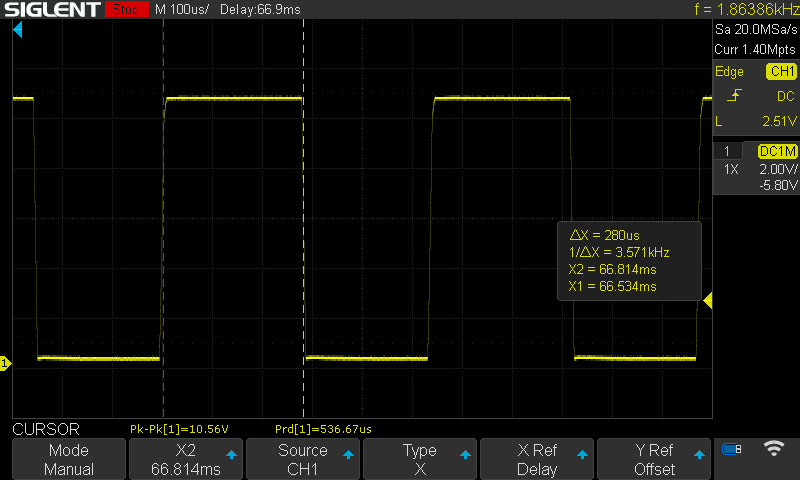 SIGLENT Stop M 100us/ Delay:66.9ms f = 1.86386kHz
Sa 20.0MSa/s
Curr 1.40Mpts
Edge CH1
DC
L 2.51V
1 DC1M
1X 2.00V/
-5.80V
△X = 280us
1/△X = 3.571kHz
X2 = 66.814ms
X1 = 66.534ms
1
CURSOR Pk-Pk[1]=10.56V Prd[1]=536.67us
Mode X2 Source Type X Ref Y Ref
Manual 66.814ms CH1 X Delay Offset